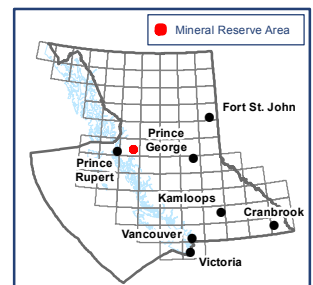 Mineral Reserve Area
Fort St. John
Prince
George
Prince
Rupert
Kamloops
Cranbrook
Vancouver
Victoria